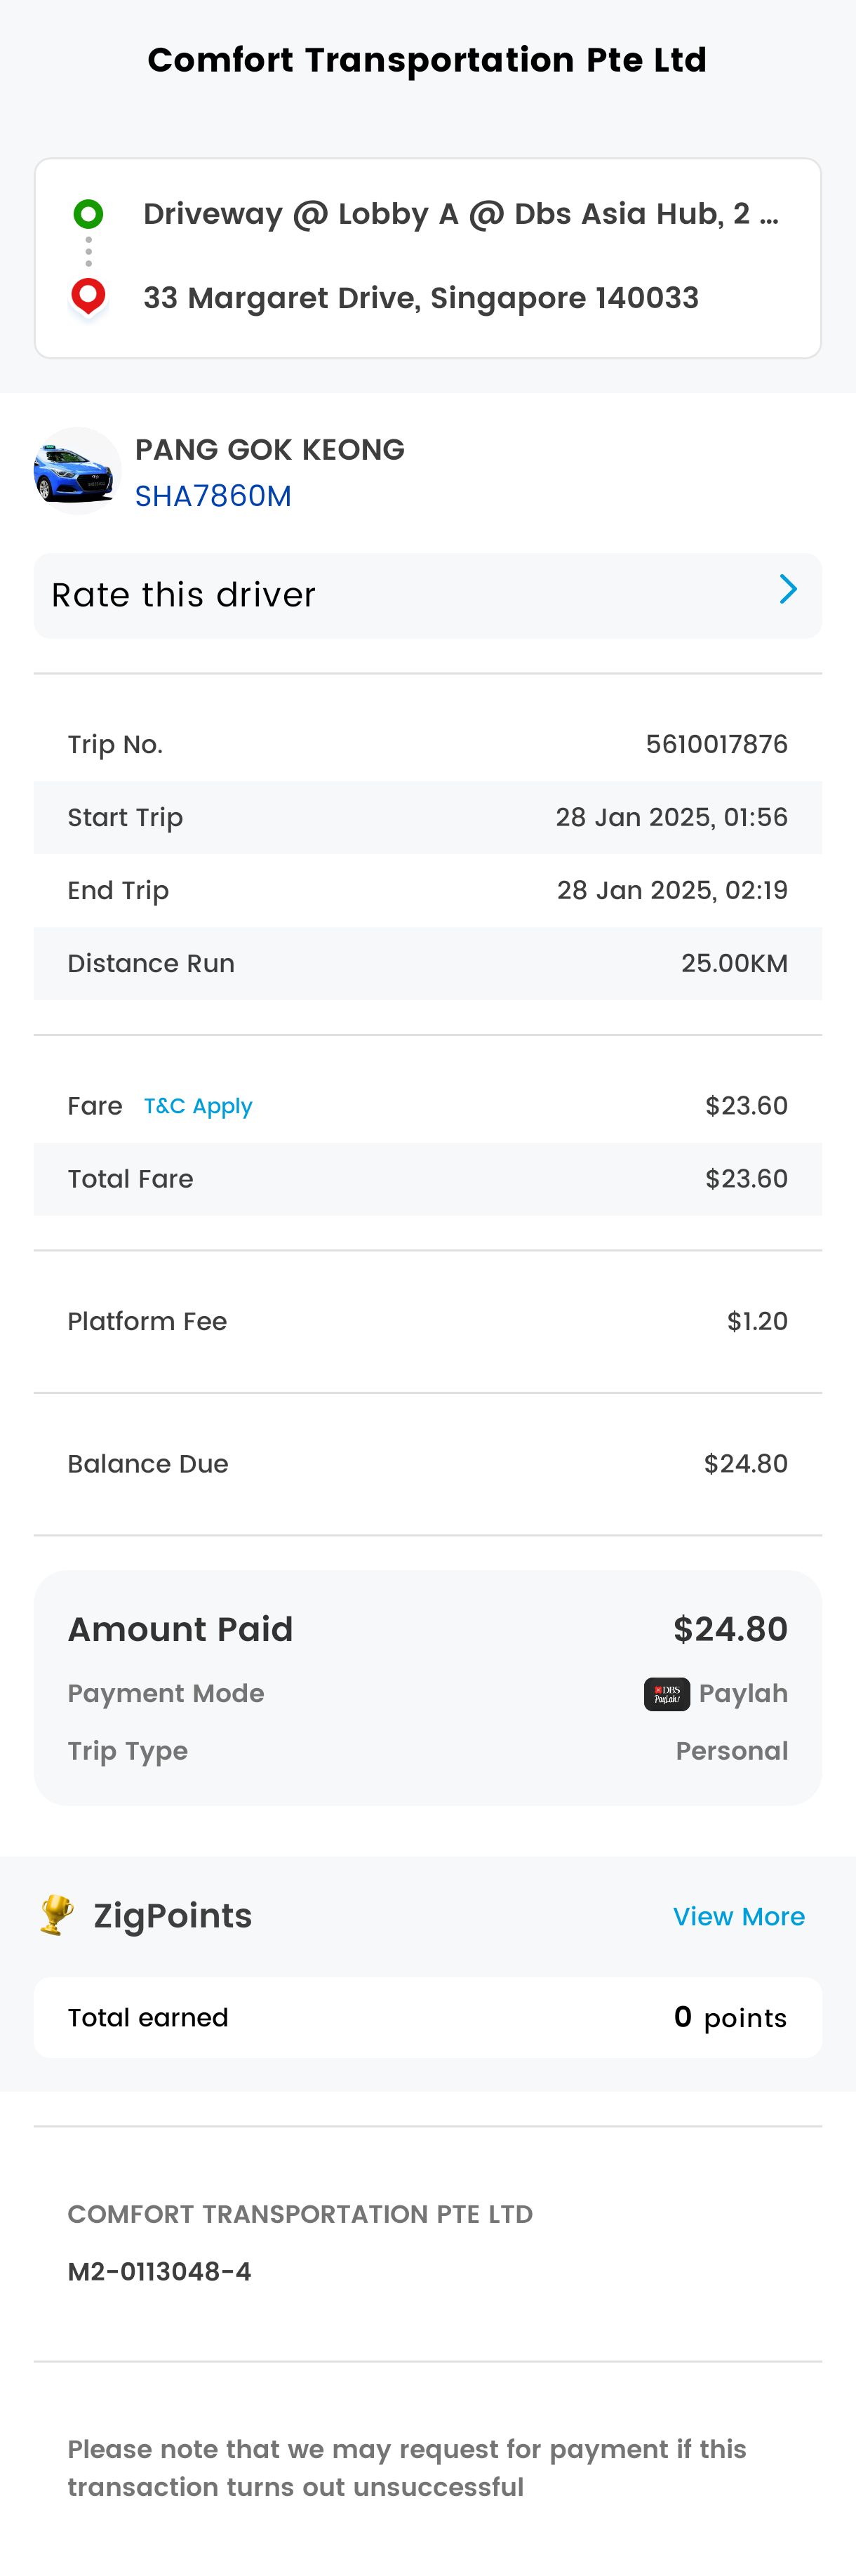 Comfort Transportation Pte Ltd
Driveway @ Lobby A @ Dbs Asia Hub, 2 ...
33 Margaret Drive, Singapore 140033
PANG GOK KEONG
SHA7860M
Rate this driver
Trip No. 5610017876
Start Trip 28 Jan 2025, 01:56
End Trip 28 Jan 2025, 02:19
Distance Run 25.00KM
Fare T&C Apply $23.60
Total Fare $23.60
Platform Fee $1.20
Balance Due $24.80
Amount Paid $24.80
Payment Mode DBS PayLah! Paylah
Trip Type Personal
ZigPoints View More
Total earned 0 points
COMFORT TRANSPORTATION PTE LTD
M2-0113048-4
Please note that we may request for payment if this
transaction turns out unsuccessful